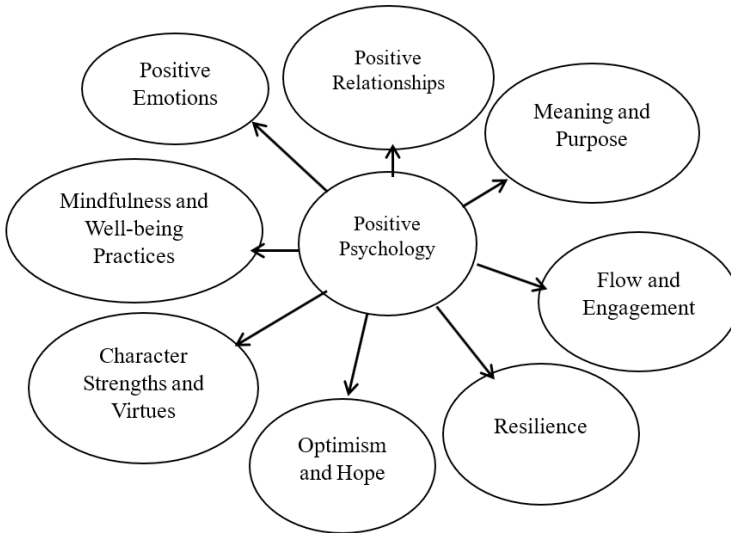 Positive
Emotions
Positive
Relationships
Meaning and
Purpose
Mindfulness and
Well-being
Practices
Positive
Psychology
Flow and
Engagement
Character
Strengths and
Virtues
Optimism
and Hope
Resilience